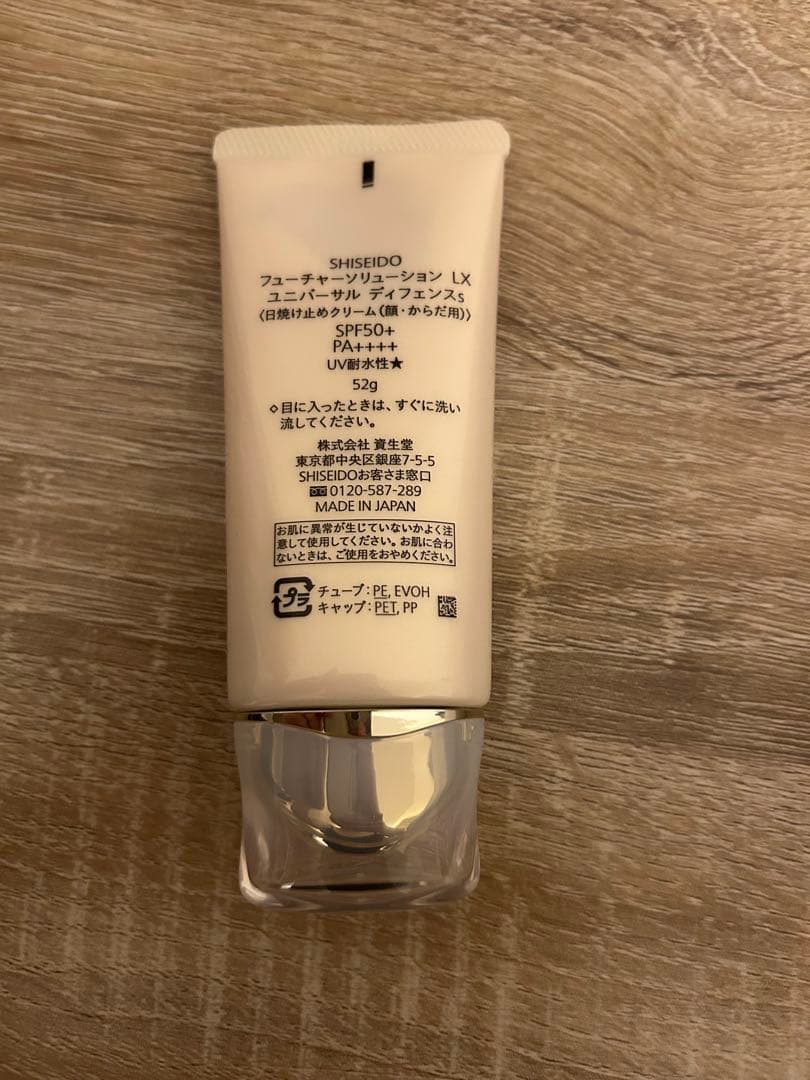 SHISEIDO
フューチャーソリューション LX
ユニバーサル ディフェンスs
〈日焼け止めクリーム(顔・からだ用)〉
SPF50+
PA++++
UV耐水性★
52g
◇目に入ったときは、すぐに洗い
流してください。
株式会社 資生堂
東京都中央区銀座7-5-5
SHISEIDOお客さま窓口
0120-587-289
MADE IN JAPAN
お肌に異常が生じていないかよく注
意して使用してください。お肌に合わ
ないときは、ご使用をおやめください。
プラ
チューブ:PE, EVOH
キャップ:PET, PP